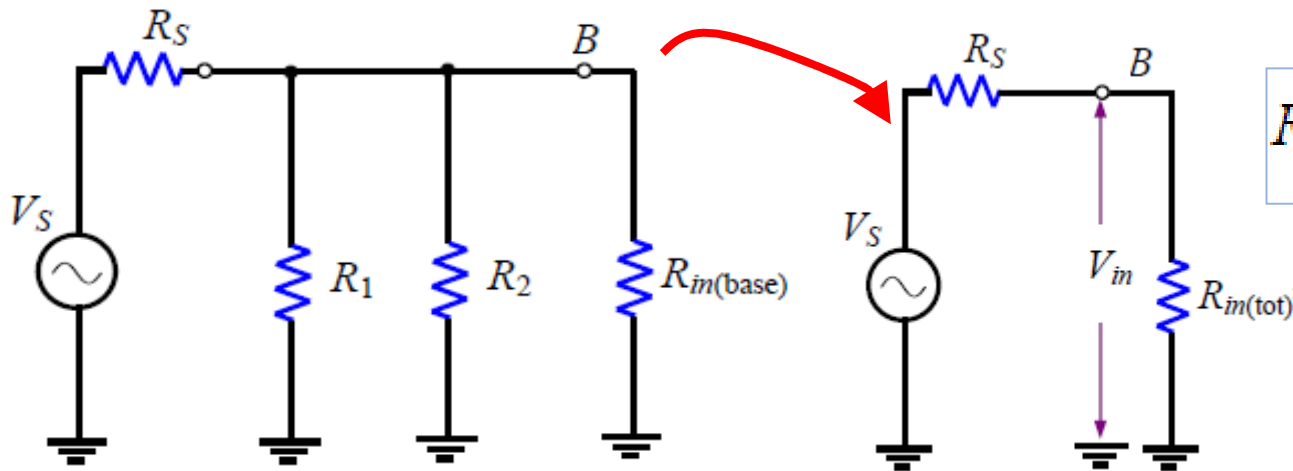 R_S
B
V_S
R_1
R_2
R_in(base)
R_S
B
V_S
V_in
R_in(tot)